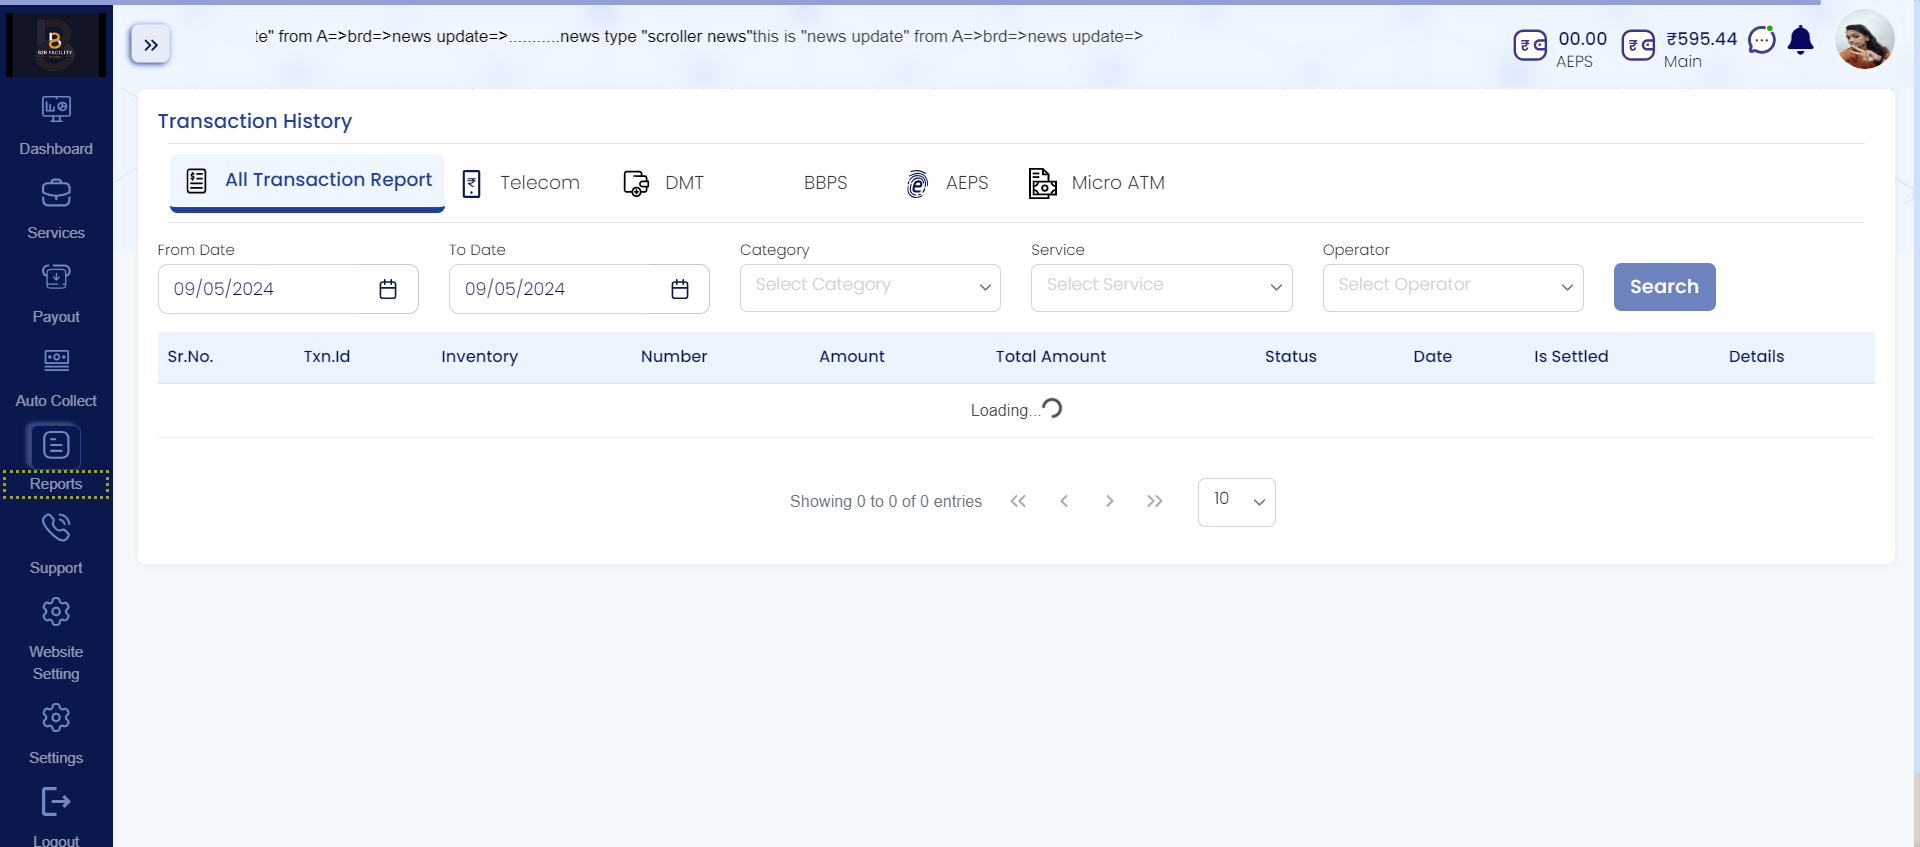 B2B FACILITY
te" from A=>brd=>news update=>...........news type "scroller news"this is "news update" from A=>brd=>news update=>
₹ 00.00
AEPS
₹ ₹595.44
Main
Dashboard
Services
Payout
Auto Collect
Reports
Support
Website
Setting
Settings
Logout
Transaction History
All Transaction Report
Telecom
DMT
BBPS
AEPS
Micro ATM
From Date
09/05/2024
To Date
09/05/2024
Category
Select Category
Service
Select Service
Operator
Select Operator
Search
Sr.No. Txn.Id Inventory Number Amount Total Amount Status Date Is Settled Details
Loading...
Showing 0 to 0 of 0 entries
10